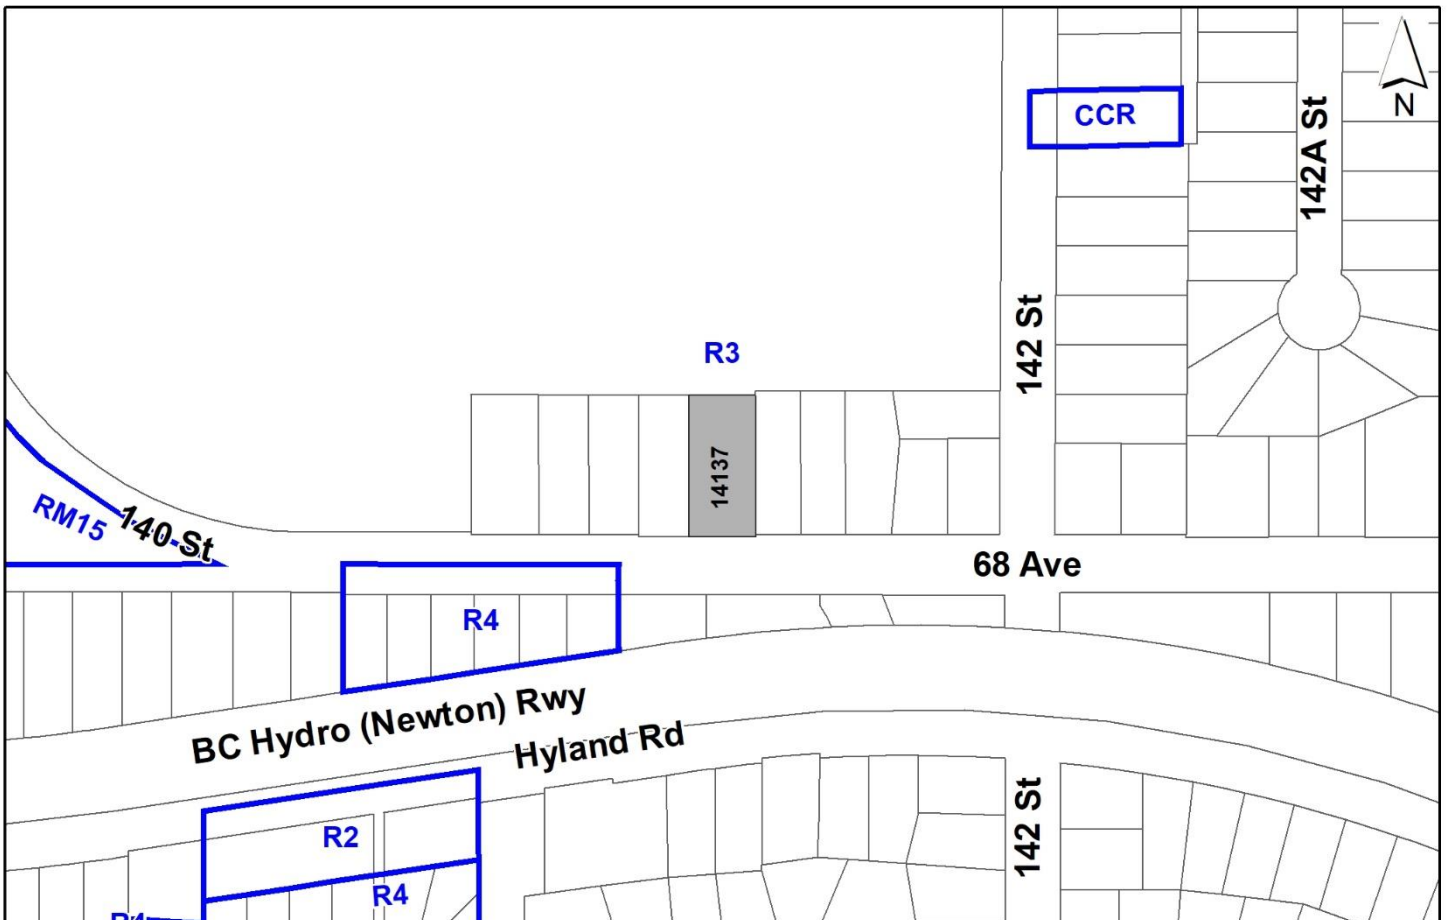 CCR
142A St
N
142 St
R3
14137
RM15
140 St
68 Ave
R4
BC Hydro (Newton) Rwy
Hyland Rd
142 St
R2
R4
R4